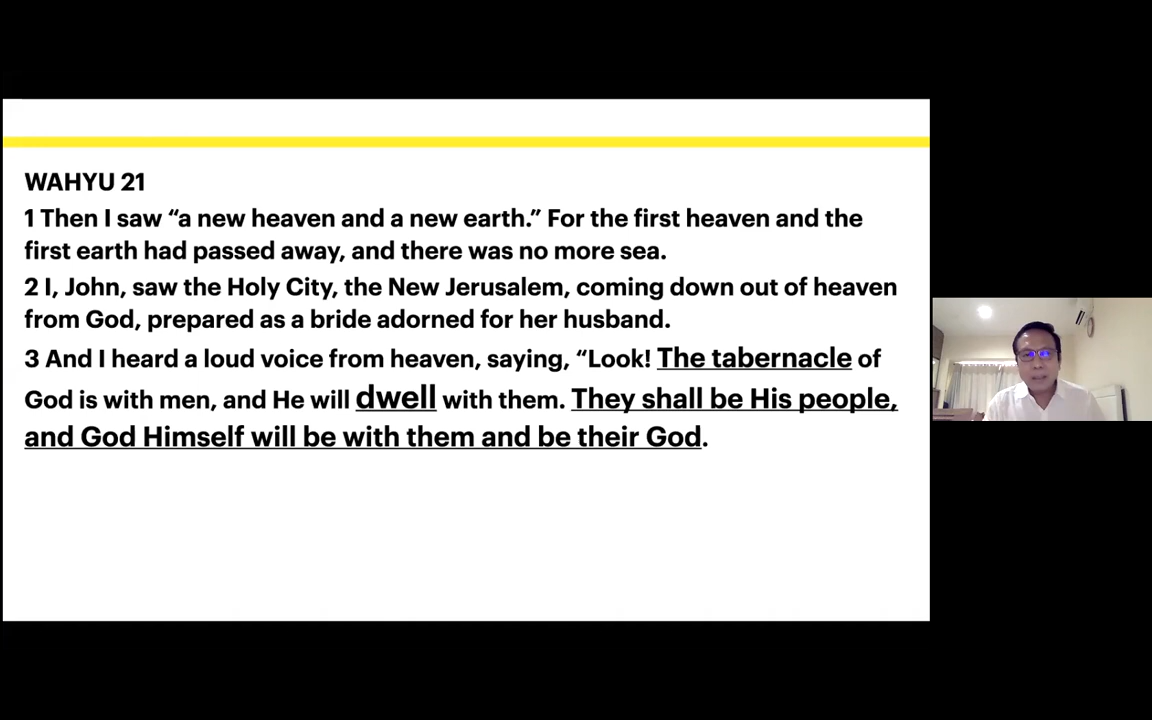 WAHYU 21
1 Then I saw “a new heaven and a new earth.” For the first heaven and the
first earth had passed away, and there was no more sea.
2 I, John, saw the Holy City, the New Jerusalem, coming down out of heaven
from God, prepared as a bride adorned for her husband.
3 And I heard a loud voice from heaven, saying, “Look! The tabernacle of
God is with men, and He will dwell with them. They shall be His people,
and God Himself will be with them and be their God.